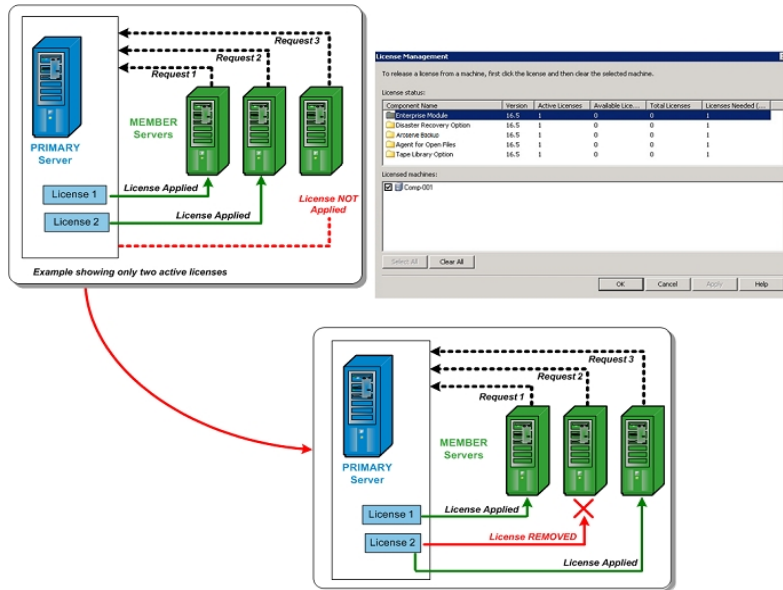 Request 3
Request 2
Request 1
MEMBER
Servers
PRIMARY
Server
License 1
License Applied
License 2
License Applied
License NOT
Applied
Example showing only two active licenses
License Management
To release a license from a machine, first click the license and then clear the selected machine.
License status:
Component Name Version Active Licenses Available Lice... Total Licenses Licenses Needed (...
Enterprise Module 16.5 1 0 0 1
Disaster Recovery Option 16.5 1 0 0 1
Arcserve Backup 16.5 1 0 0 1
Agent for Open Files 16.5 1 0 0 1
Tape Library Option 16.5 1 0 0 1
Licensed machines:
Comp-001
Select All Clear All
OK Cancel Apply Help
Request 3
Request 2
Request 1
MEMBER
Servers
PRIMARY
Server
License 1
License Applied
License 2
License REMOVED
License Applied